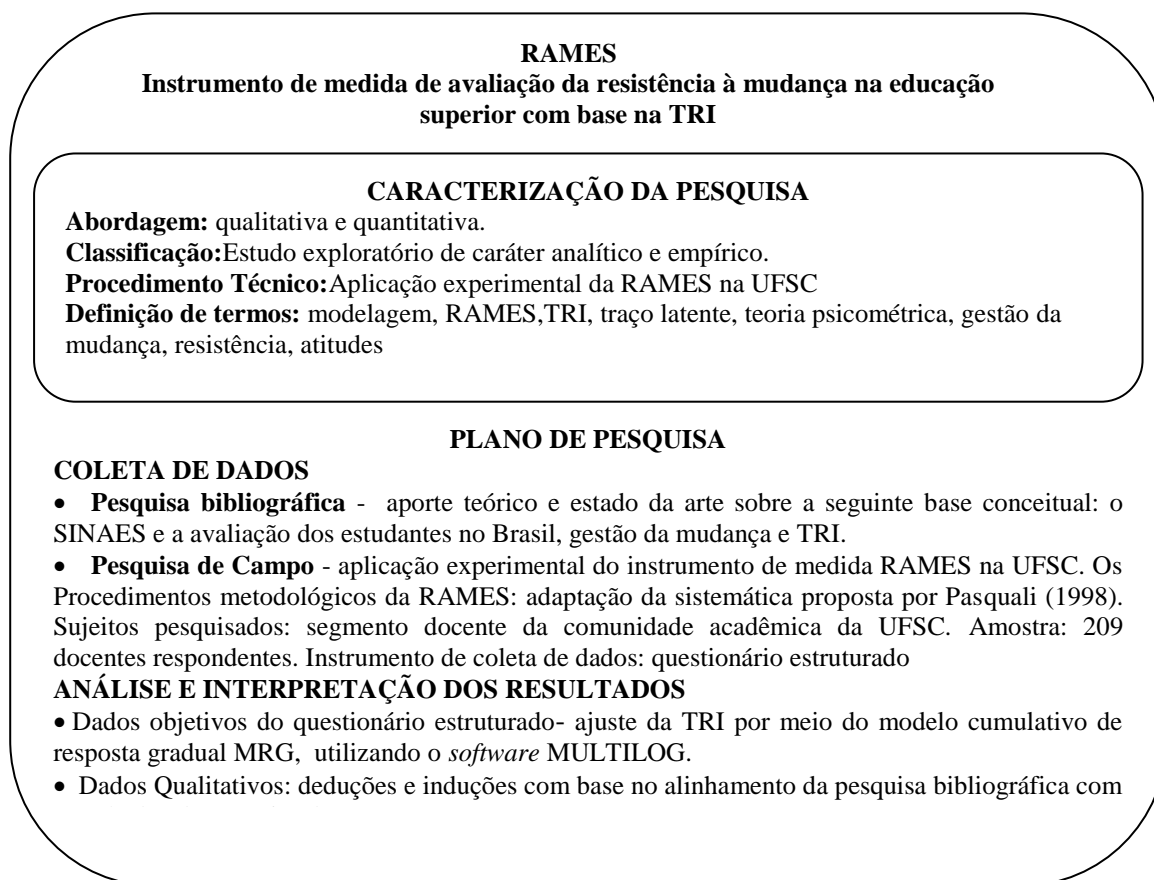 RAMES
Instrumento de medida de avaliação da resistência à mudança na educação
superior com base na TRI
CARACTERIZAÇÃO DA PESQUISA
Abordagem: qualitativa e quantitativa.
Classificação:Estudo exploratório de caráter analítico e empírico.
Procedimento Técnico:Aplicação experimental da RAMES na UFSC
Definição de termos: modelagem, RAMES,TRI, traço latente, teoria psicométrica, gestão da
mudança, resistência, atitudes
PLANO DE PESQUISA
COLETA DE DADOS
• Pesquisa bibliográfica - aporte teórico e estado da arte sobre a seguinte base conceitual: o
SINAES e a avaliação dos estudantes no Brasil, gestão da mudança e TRI.
• Pesquisa de Campo - aplicação experimental do instrumento de medida RAMES na UFSC. Os
Procedimentos metodológicos da RAMES: adaptação da sistemática proposta por Pasquali (1998).
Sujeitos pesquisados: segmento docente da comunidade acadêmica da UFSC. Amostra: 209
docentes respondentes. Instrumento de coleta de dados: questionário estruturado
ANÁLISE E INTERPRETAÇÃO DOS RESULTADOS
• Dados objetivos do questionário estruturado- ajuste da TRI por meio do modelo cumulativo de
resposta gradual MRG, utilizando o software MULTILOG.
• Dados Qualitativos: deduções e induções com base no alinhamento da pesquisa bibliográfica com